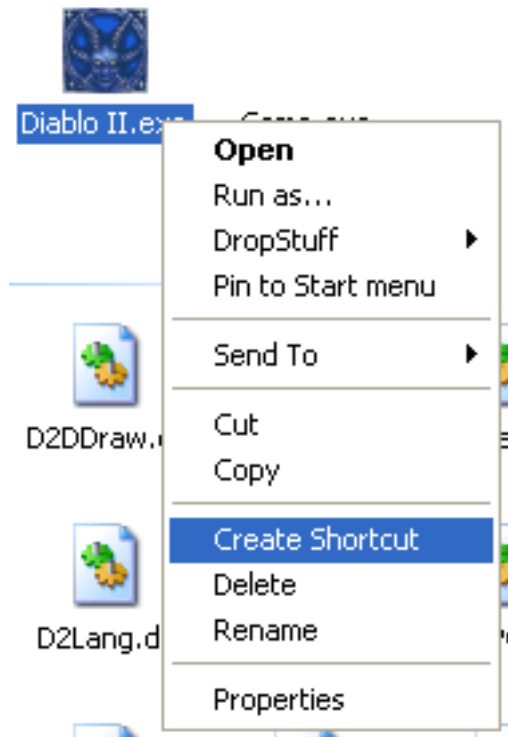 Diablo II.exe
Open
Run as...
DropStuff
Pin to Start menu
Send To
D2DDraw.
Cut
Copy
Create Shortcut
Delete
D2Lang.d
Rename
Properties